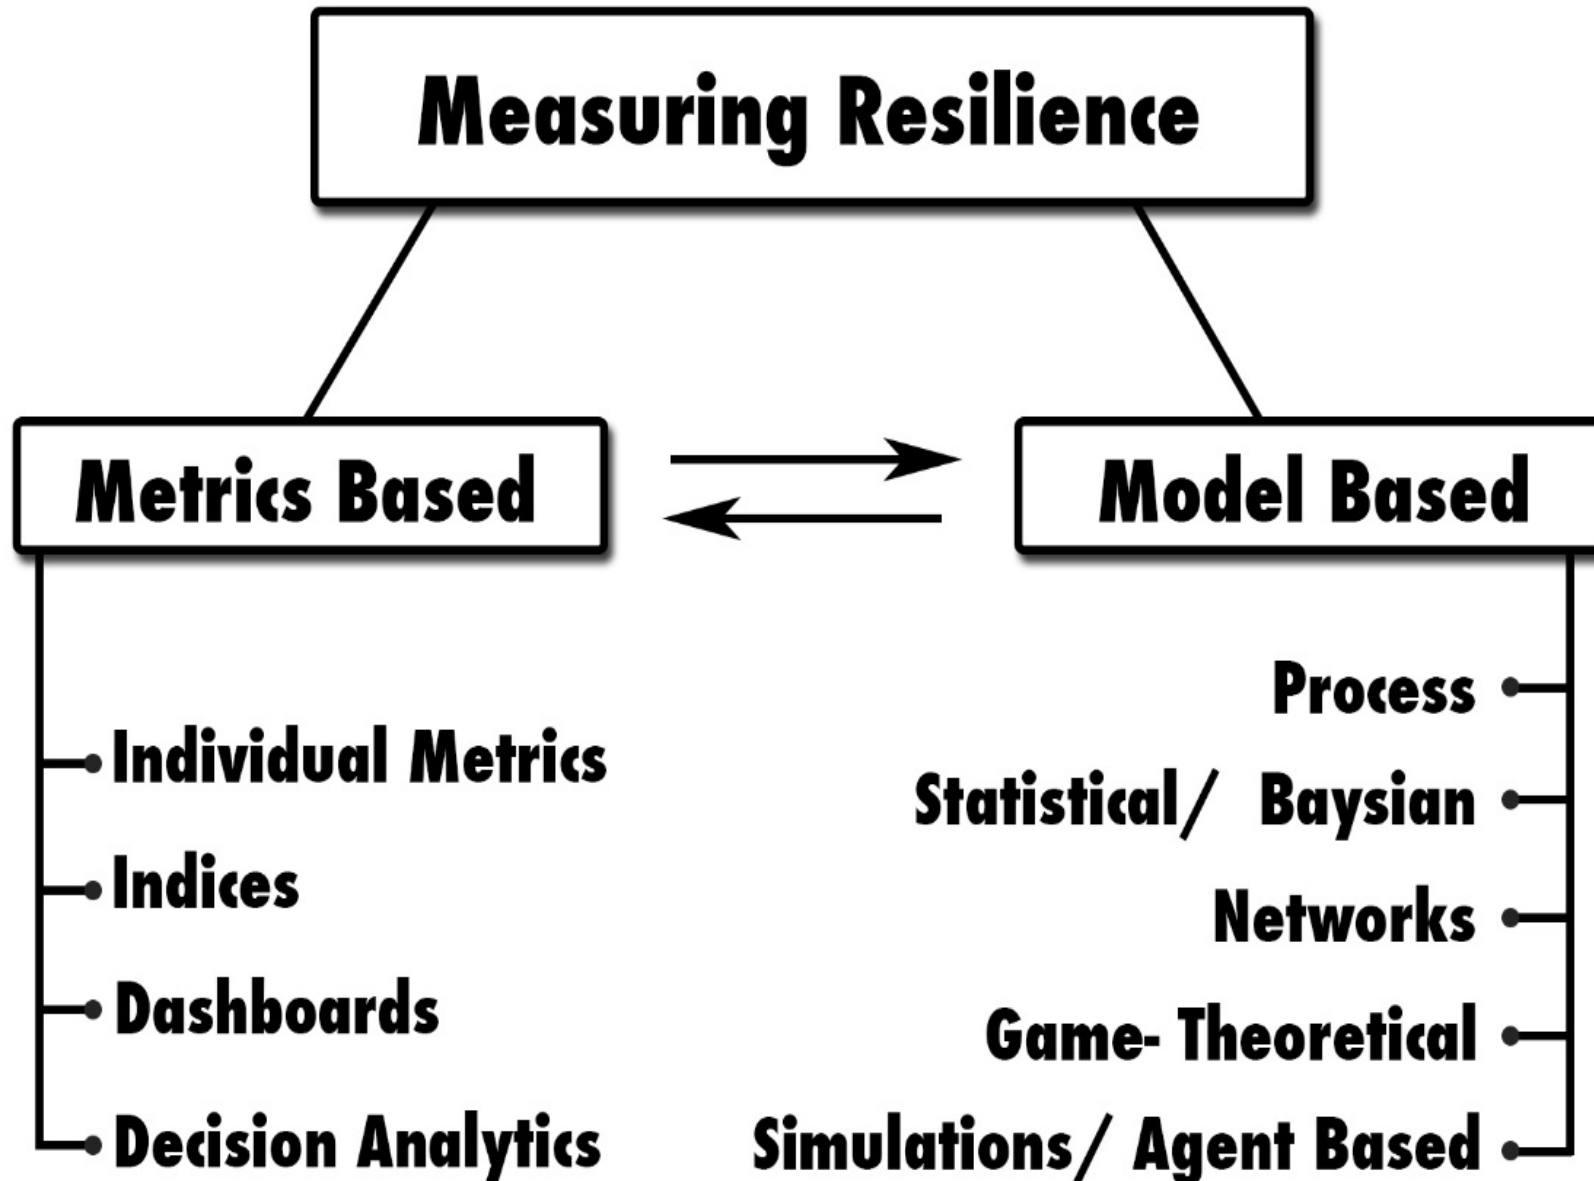 Measuring Resilience
Metrics Based
Individual Metrics
Indices
Dashboards
Decision Analytics
Model Based
Process
Statistical/ Baysian
Networks
Game- Theoretical
Simulations/ Agent Based